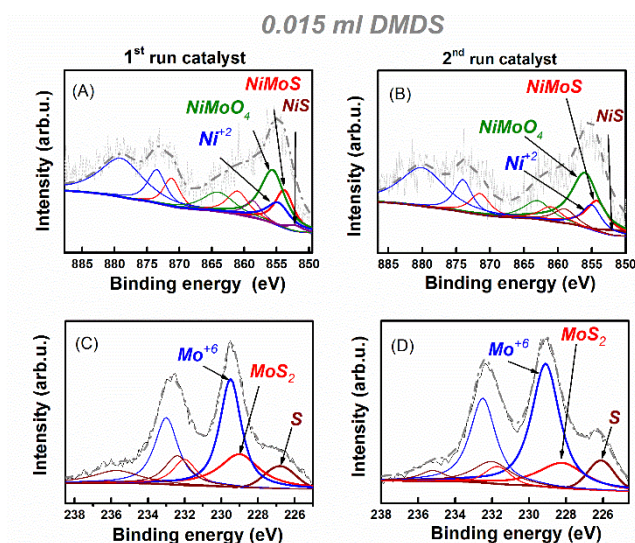 0.015 ml DMDS
1st run catalyst
2nd run catalyst
(A)
NiMoS
NiMoO4
NiS
Ni+2
Intensity (arb.u.)
885 880 875 870 865 860 855 850
Binding energy (eV)
(B)
NiMoS
NiS
NiMoO4
Ni+2
Intensity (arb.u.)
885 880 875 870 865 860 855 850
Binding energy (eV)
(C)
Mo+6
MoS2
S
Intensity (arb.u.)
238 236 234 232 230 228 226
Binding energy (eV)
(D)
Mo+6
MoS2
S
Intensity (arb.u.)
238 236 234 232 230 228 226
Binding energy (eV)